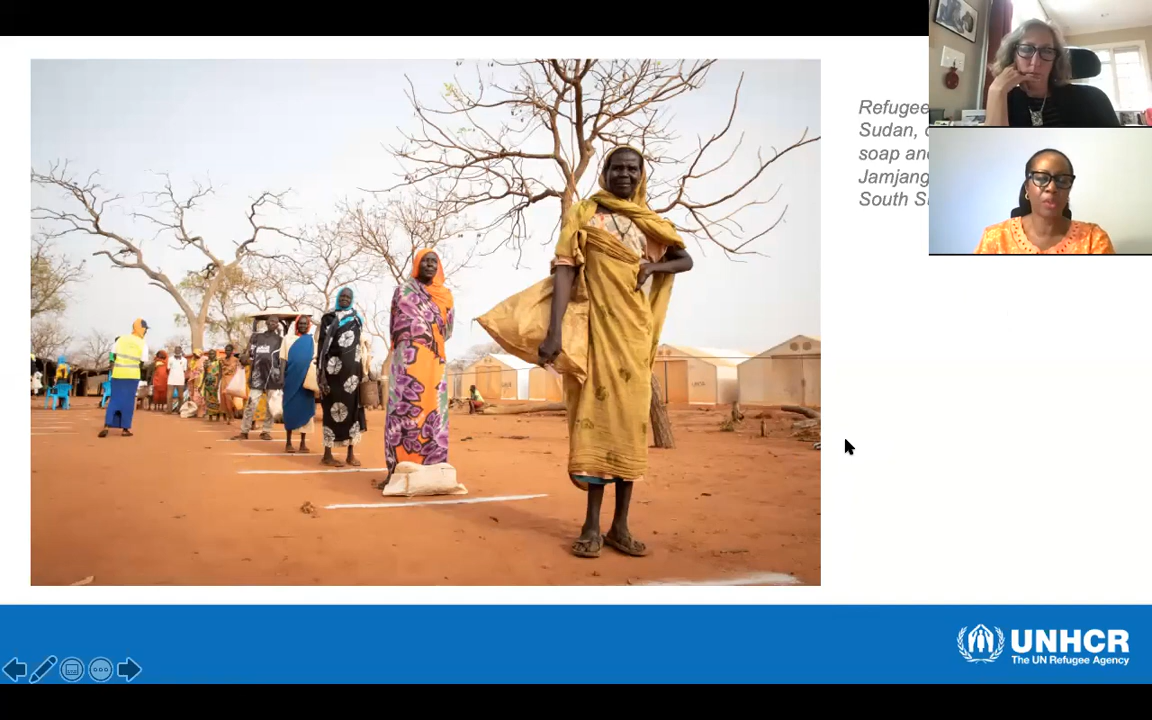 Refugee
Sudan,
soap and
Jamjang
South S
UNHCR
The UN Refugee Agency